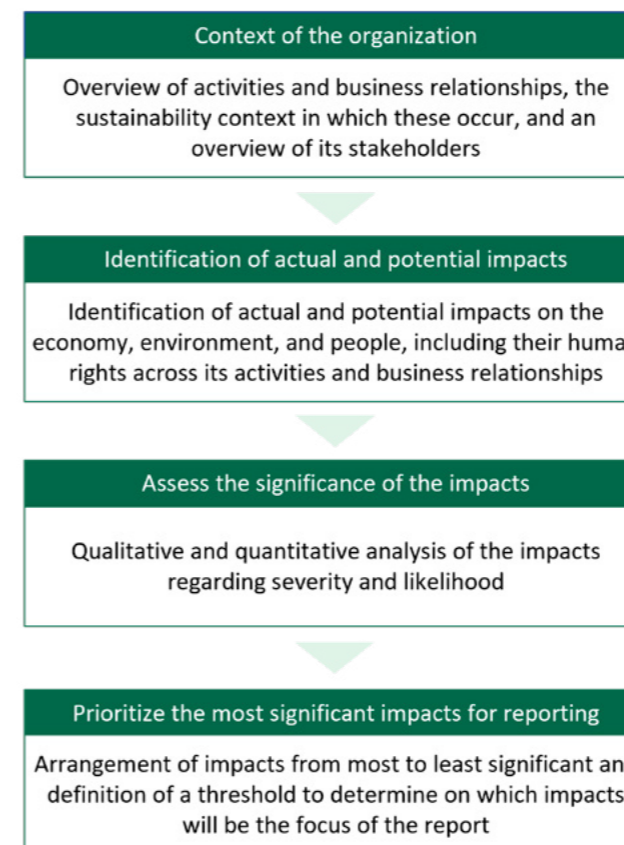 Context of the organization
Overview of activities and business relationships, the
sustainability context in which these occur, and an
overview of its stakeholders
Identification of actual and potential impacts
Identification of actual and potential impacts on the
economy, environment, and people, including their huma
rights across its activities and business relationships
Assess the significance of the impacts
Qualitative and quantitative analysis of the impacts
regarding severity and likelihood
Prioritize the most significant impacts for reporting
Arrangement of impacts from most to least significant an
definition of a threshold to determine on which impacts
will be the focus of the report